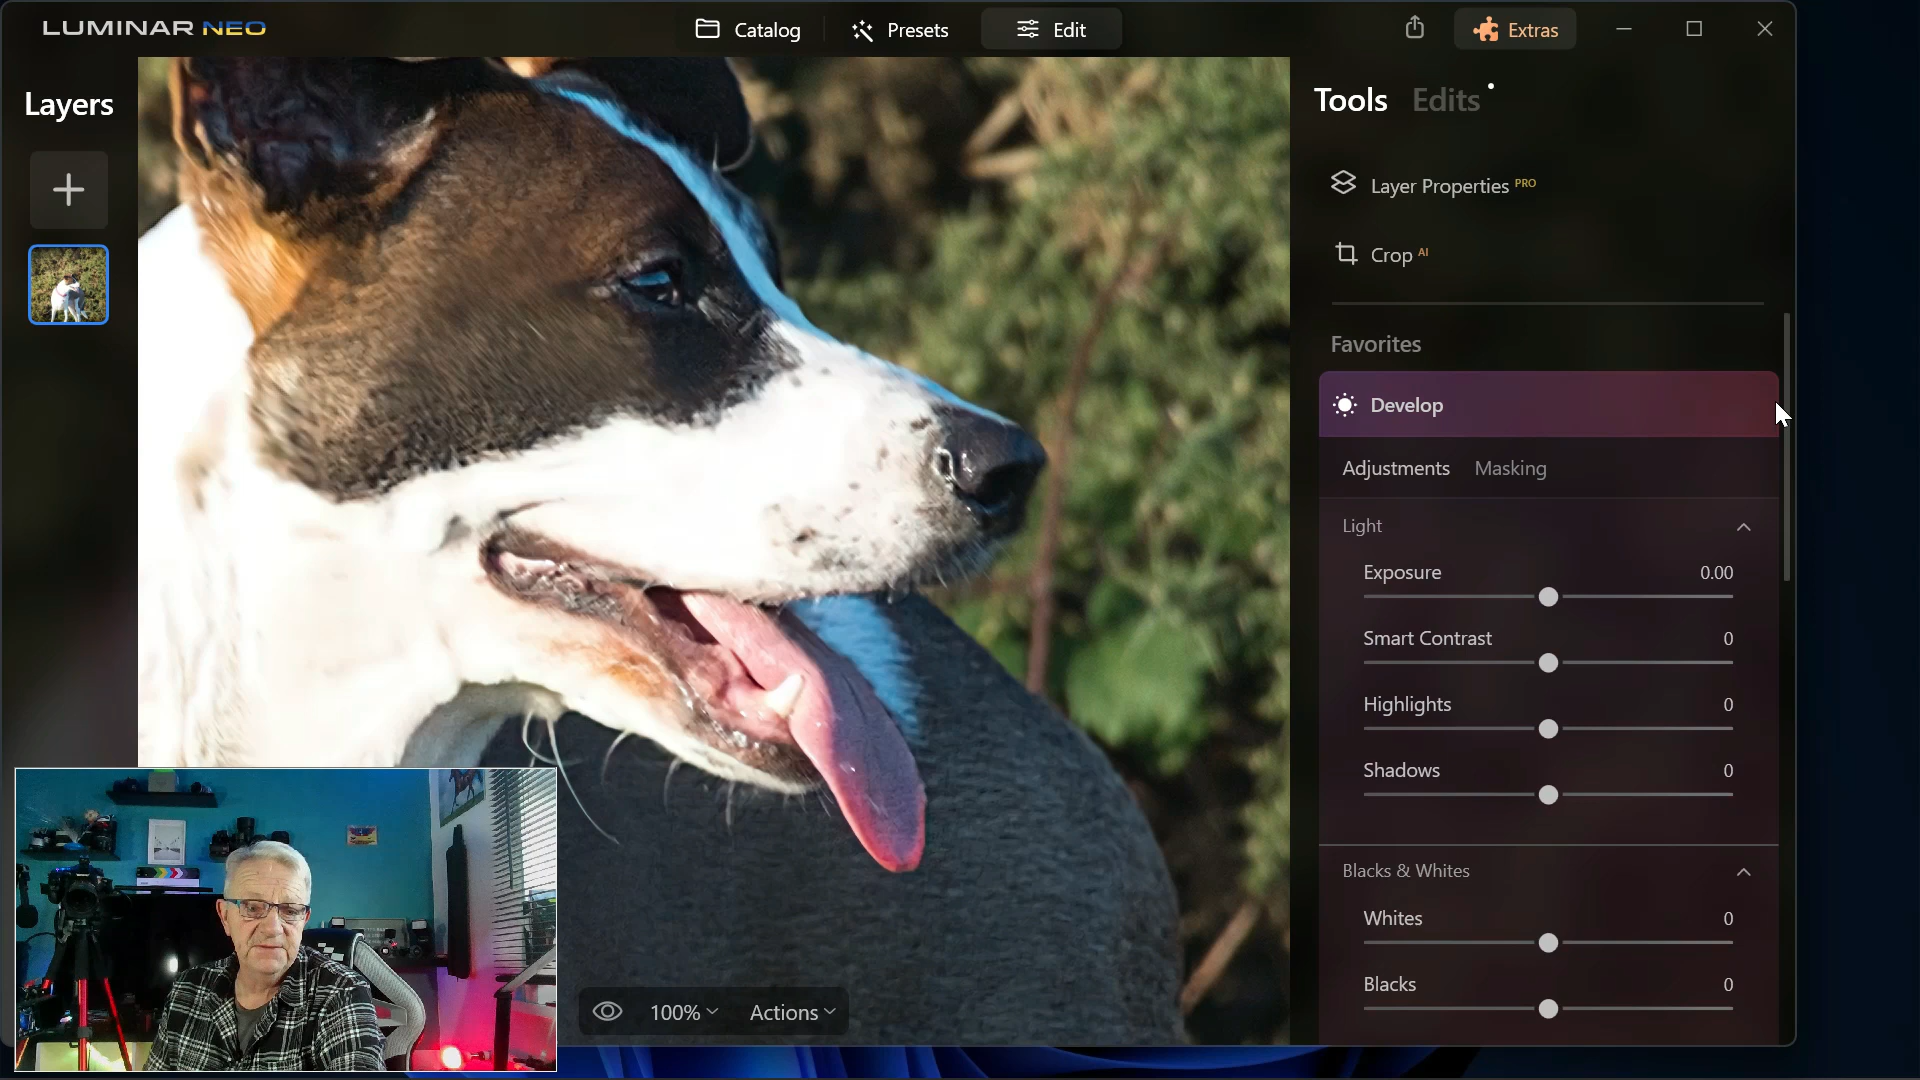 LUMINAR NEO
Catalog
Presets
Edit
Extras
Layers
Tools
Edits
Layer Properties PRO
Crop AI
Favorites
Develop
Adjustments
Masking
Light
Exposure
0.00
Smart Contrast
0
Highlights
0
Shadows
0
Blacks & Whites
Whites
0
Blacks
0
100%
Actions